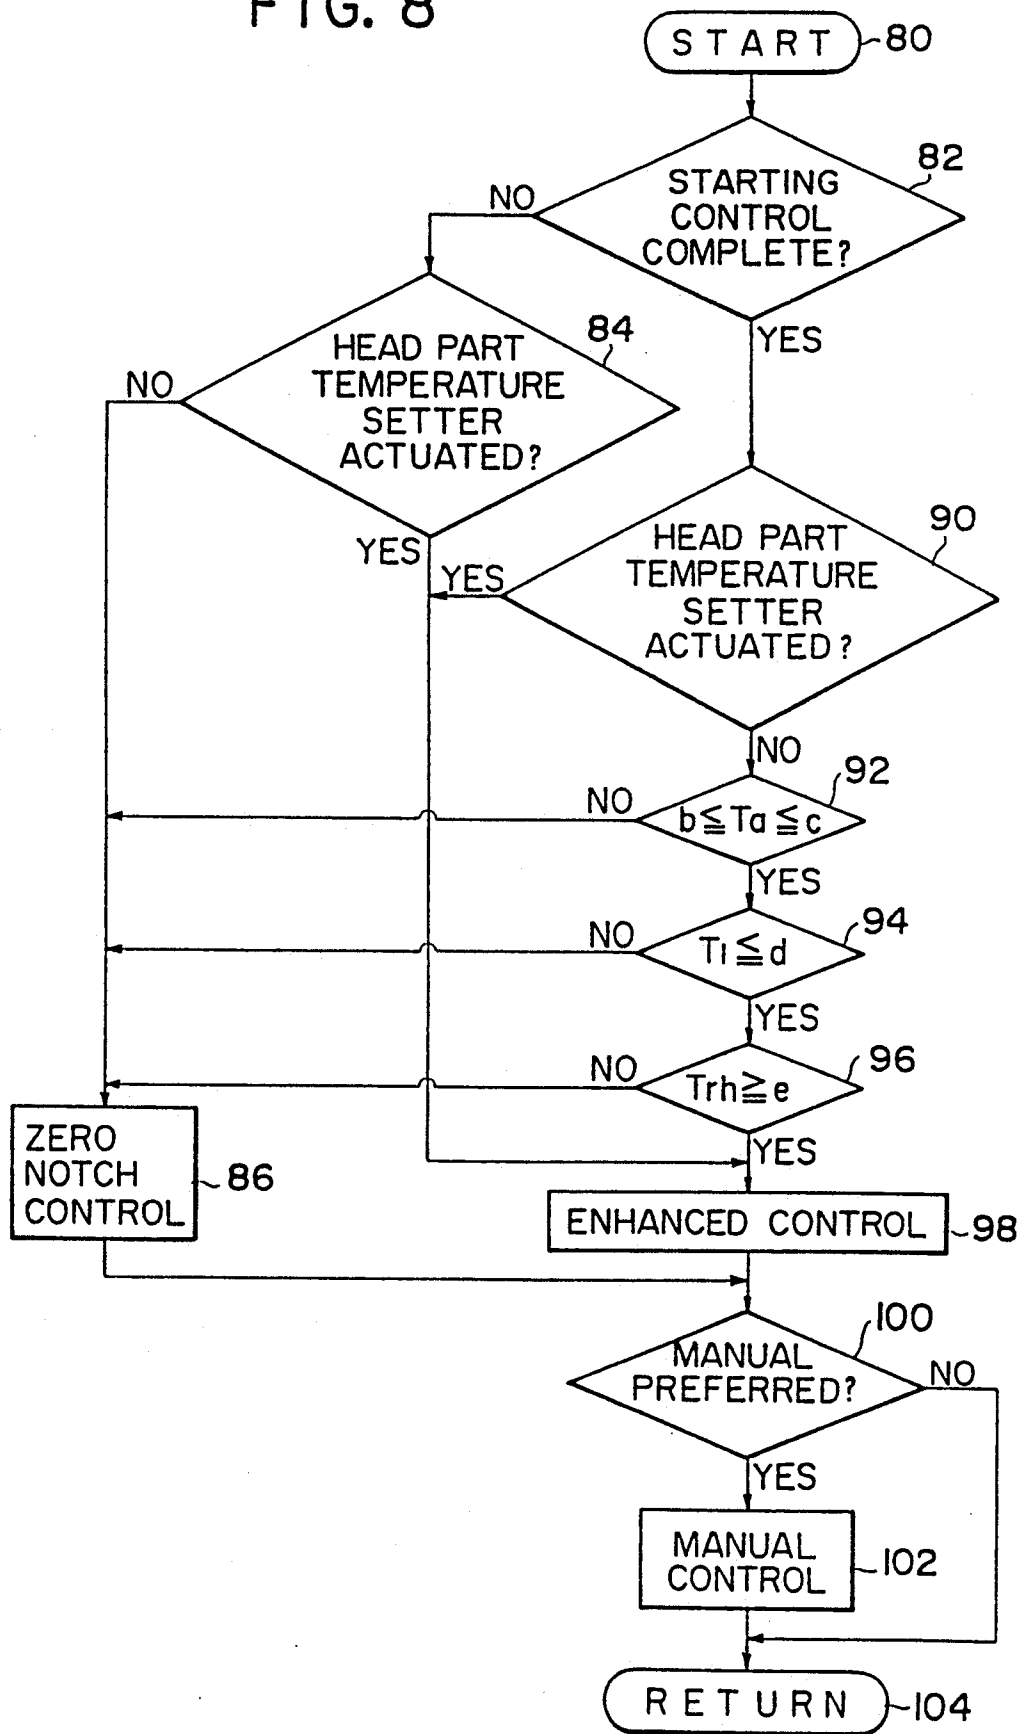 FIG. 8
START
80
82
STARTING
CONTROL
COMPLETE?
NO
YES
84
HEAD PART
TEMPERATURE
SETTER
ACTUATED?
NO
YES
90
HEAD PART
TEMPERATURE
SETTER
ACTUATED?
YES
NO
92
b≦Ta≦c
NO
YES
94
T1≦d
NO
YES
96
Trh≧e
NO
YES
ZERO
NOTCH
CONTROL
86
ENHANCED CONTROL
98
100
MANUAL
PREFERRED?
NO
YES
MANUAL
CONTROL
102
RETURN
104